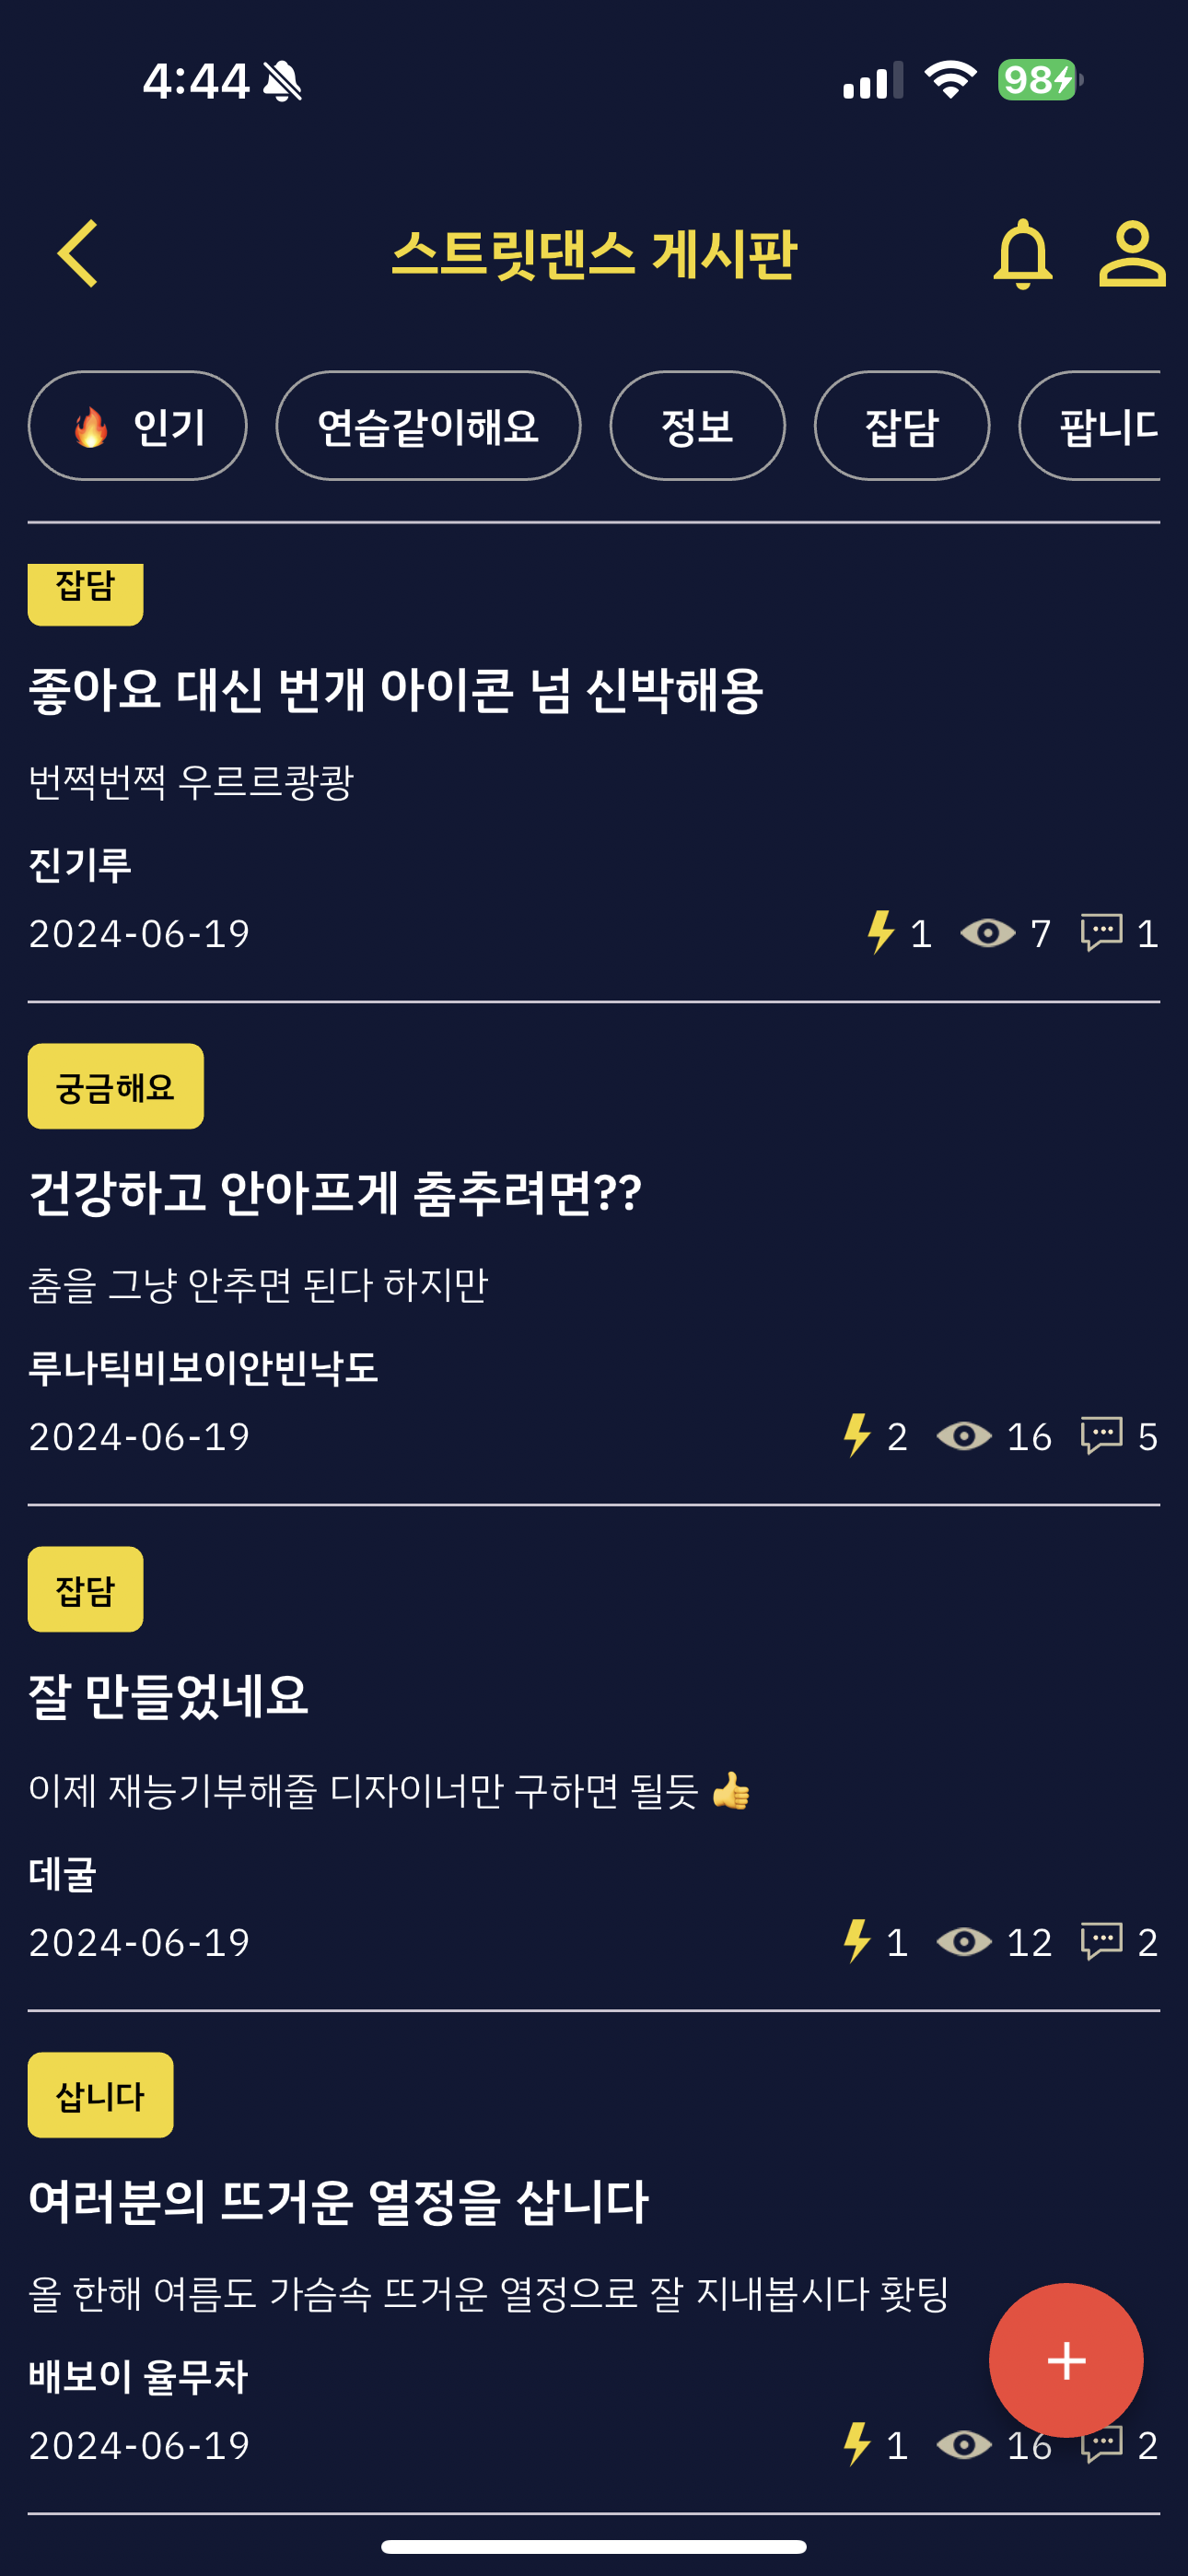 4:44
98
스트릿댄스 게시판
🔥 인기 연습같이해요 정보 잡담 팝니다
잡담
좋아요 대신 번개 아이콘 넘 신박해용
번쩍번쩍 우르르쾅쾅
진기루
2024-06-19 1 7 1
궁금해요
건강하고 안아프게 춤추려면??
춤을 그냥 안추면 된다 하지만
루나틱비보이안빈낙도
2024-06-19 2 16 5
잡담
잘 만들었네요
이제 재능기부해줄 디자이너만 구하면 될듯 👍
데굴
2024-06-19 1 12 2
삽니다
여러분의 뜨거운 열정을 삽니다
올 한해 여름도 가슴속 뜨거운 열정으로 잘 지내봅시다 홧팅
배보이 율무차
2024-06-19 1 16 2